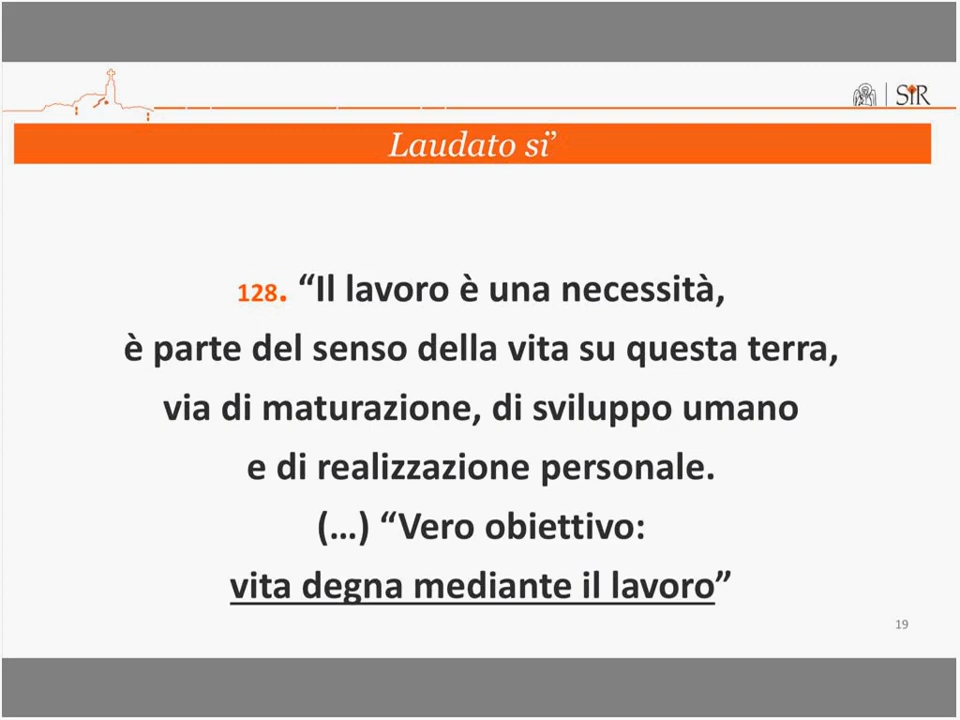 SiR
Laudato si’
128. “Il lavoro è una necessità,
è parte del senso della vita su questa terra,
via di maturazione, di sviluppo umano
e di realizzazione personale.
(…) “Vero obiettivo:
vita degna mediante il lavoro”
19